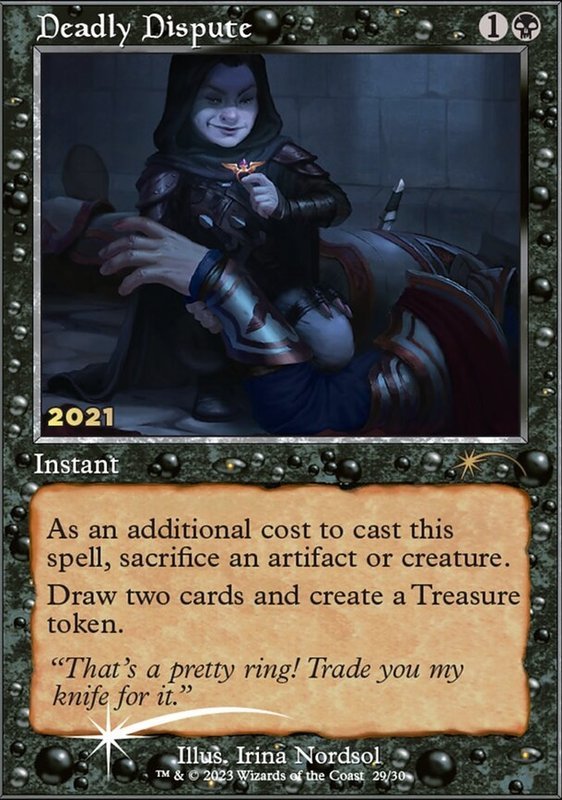 Deadly Dispute 1
2021
Instant
As an additional cost to cast this
spell, sacrifice an artifact or creature.
Draw two cards and create a Treasure
token.
“That’s a pretty ring! Trade you my
knife for it.”
Illus. Irina Nordsol
™ & © 2023 Wizards of the Coast 29/30